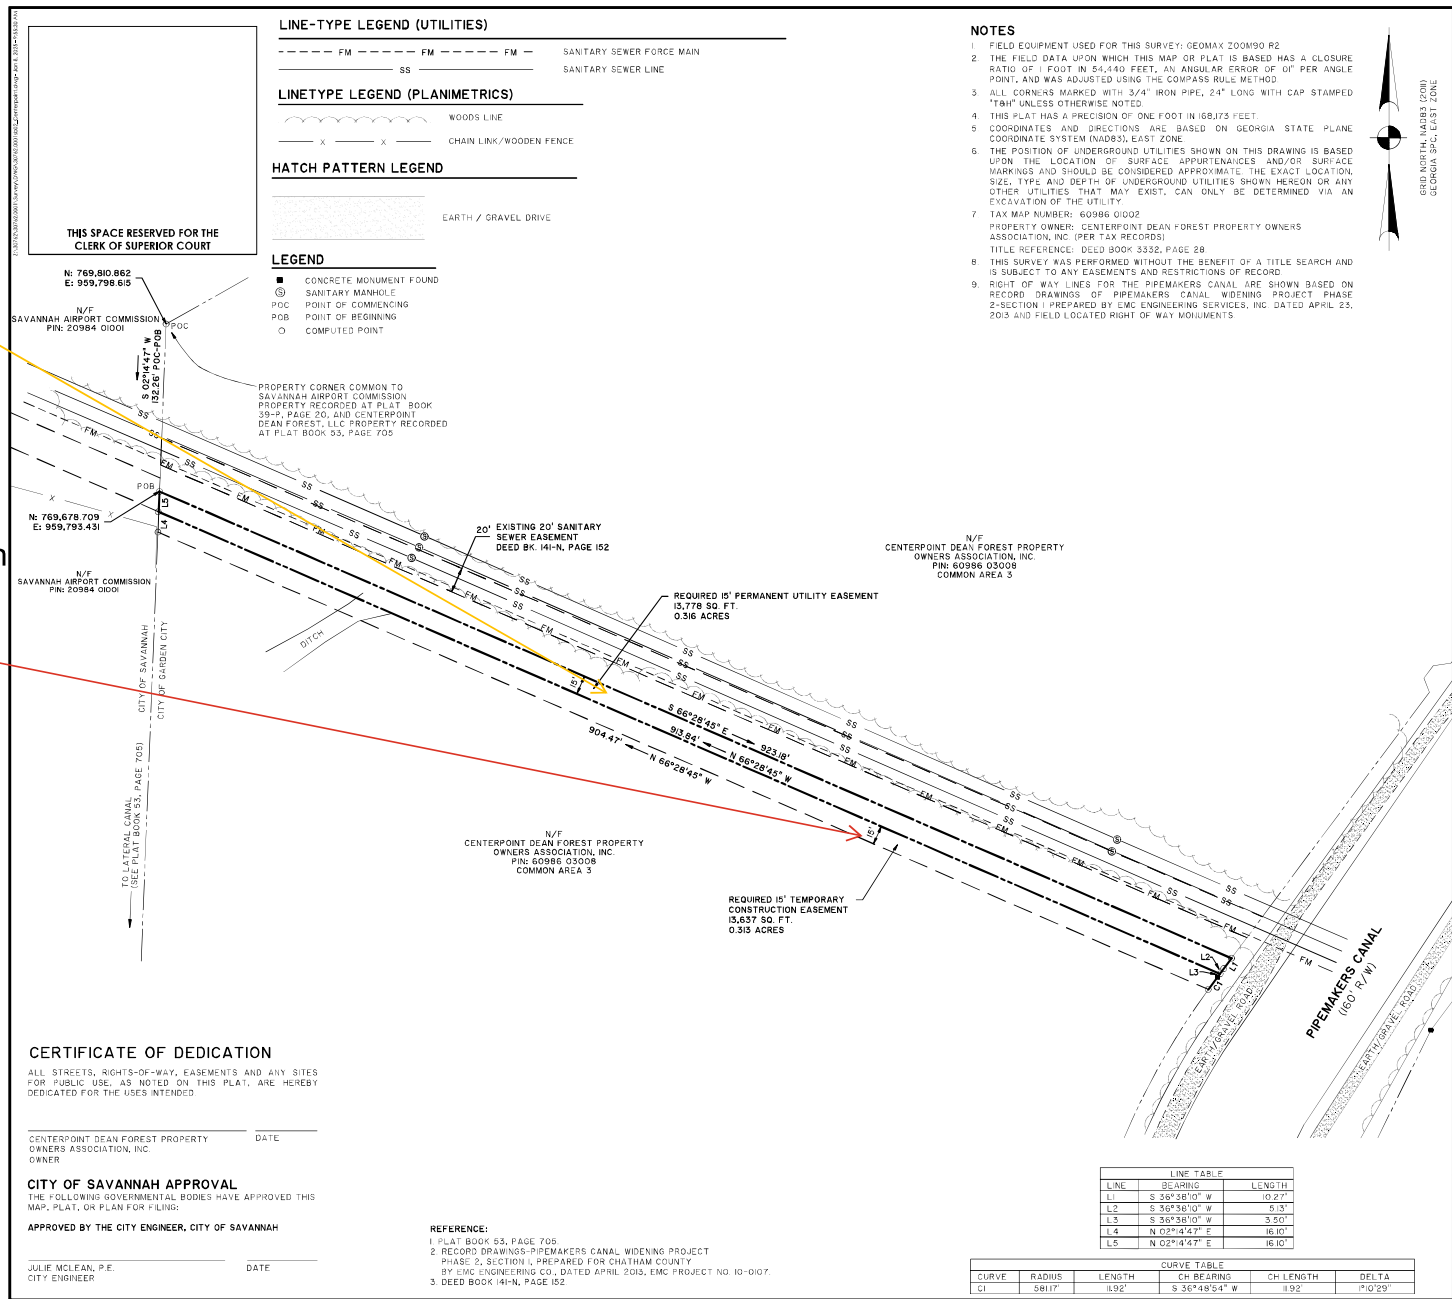 LINE-TYPE LEGEND (UTILITIES)
FM FM FM SANITARY SEWER FORCE MAIN
SS SANITARY SEWER LINE
LINETYPE LEGEND (PLANIMETRICS)
WOODS LINE
X X CHAIN LINK/WOODEN FENCE
HATCH PATTERN LEGEND
EARTH / GRAVEL DRIVE
LEGEND
CONCRETE MONUMENT FOUND
S SANITARY MANHOLE
POC POINT OF COMMENCING
POB POINT OF BEGINNING
O COMPUTED POINT
THIS SPACE RESERVED FOR THE
CLERK OF SUPERIOR COURT
NOTES
1. FIELD EQUIPMENT USED FOR THIS SURVEY: GEOMAX ZOOM90 R2
2. THE FIELD DATA UPON WHICH THIS MAP OR PLAT IS BASED HAS A CLOSURE
RATIO OF 1 FOOT IN 54,440 FEET, AN ANGULAR ERROR OF 01" PER ANGLE
POINT, AND WAS ADJUSTED USING THE COMPASS RULE METHOD
3. ALL CORNERS MARKED WITH 3/4" IRON PIPE, 24" LONG WITH CAP STAMPED
"T&H" UNLESS OTHERWISE NOTED.
4. THIS PLAT HAS A PRECISION OF ONE FOOT IN 168,173 FEET.
5 COORDINATES AND DIRECTIONS ARE BASED ON GEORGIA STATE PLANE
COORDINATE SYSTEM (NAD83), EAST ZONE.
6. THE POSITION OF UNDERGROUND UTILITIES SHOWN ON THIS DRAWING IS BASED
UPON THE LOCATION OF SURFACE APPURTENANCES AND/OR SURFACE
MARKINGS AND SHOULD BE CONSIDERED APPROXIMATE. THE EXACT LOCATION,
SIZE, TYPE AND DEPTH OF UNDERGROUND UTILITIES SHOWN HEREON OR ANY
OTHER UTILITIES THAT MAY EXIST, CAN ONLY BE DETERMINED VIA AN
EXCAVATION OF THE UTILITY.
7 TAX MAP NUMBER: 60986 01002
PROPERTY OWNER: CENTERPOINT DEAN FOREST PROPERTY OWNERS
ASSOCIATION, INC. (PER TAX RECORDS)
TITLE REFERENCE: DEED BOOK 3332, PAGE 28
8. THIS SURVEY WAS PERFORMED WITHOUT THE BENEFIT OF A TITLE SEARCH AND
IS SUBJECT TO ANY EASEMENTS AND RESTRICTIONS OF RECORD.
9. RIGHT OF WAY LINES FOR THE PIPEMAKERS CANAL ARE SHOWN BASED ON
RECORD DRAWINGS OF PIPEMAKERS CANAL WIDENING PROJECT PHASE
2-SECTION 1 PREPARED BY EMC ENGINEERING SERVICES, INC. DATED APRIL 23,
2013 AND FIELD LOCATED RIGHT OF WAY MONUMENTS.
GRID NORTH, NAD83 (2011)
GEORGIA SPC, EAST ZONE
N: 769,810.862
E: 959,798.615
N/F
SAVANNAH AIRPORT COMMISSION
PIN: 20984 01001
POC
S 02°14'47" W
132.26' POC-POB
PROPERTY CORNER COMMON TO
SAVANNAH AIRPORT COMMISSION
PROPERTY RECORDED AT PLAT BOOK
39-P, PAGE 20, AND CENTERPOINT
DEAN FOREST, LLC PROPERTY RECORDED
AT PLAT BOOK 53, PAGE 705
POB
L5
L4
N: 769,678.709
E: 959,793.431
N/F
SAVANNAH AIRPORT COMMISSION
PIN: 20984 01001
20' EXISTING 20' SANITARY
SEWER EASEMENT
DEED BK. 141-N, PAGE 152
N/F
CENTERPOINT DEAN FOREST PROPERTY
OWNERS ASSOCIATION, INC.
PIN: 60986 03008
COMMON AREA 3
REQUIRED 15' PERMANENT UTILITY EASEMENT
13,778 SQ. FT.
0.316 ACRES
DITCH
CITY OF SAVANNAH
CITY OF GARDEN CITY
15'
S 66°28'45" E
923.18'
913.84'
N 66°28'45" W
904.47'
N 66°28'45" W
TO LATERAL CANAL
(SEE PLAT BOOK 53, PAGE 705)
N/F
CENTERPOINT DEAN FOREST PROPERTY
OWNERS ASSOCIATION, INC.
PIN: 60986 03008
COMMON AREA 3
15'
REQUIRED 15' TEMPORARY
CONSTRUCTION EASEMENT
13,637 SQ. FT.
0.313 ACRES
L2
L1
L3
C1
PIPEMAKERS CANAL
(160' R/W)
EARTH/GRAVEL ROAD
EARTH/GRAVEL ROAD
CERTIFICATE OF DEDICATION
ALL STREETS, RIGHTS-OF-WAY, EASEMENTS AND ANY SITES
FOR PUBLIC USE, AS NOTED ON THIS PLAT, ARE HEREBY
DEDICATED FOR THE USES INTENDED.
CENTERPOINT DEAN FOREST PROPERTY DATE
OWNERS ASSOCIATION, INC.
OWNER
CITY OF SAVANNAH APPROVAL
THE FOLLOWING GOVERNMENTAL BODIES HAVE APPROVED THIS
MAP, PLAT, OR PLAN FOR FILING:
APPROVED BY THE CITY ENGINEER, CITY OF SAVANNAH
JULIE MCLEAN, P.E. DATE
CITY ENGINEER
REFERENCE:
1. PLAT BOOK 53, PAGE 705.
2. RECORD DRAWINGS-PIPEMAKERS CANAL WIDENING PROJECT
PHASE 2, SECTION 1, PREPARED FOR CHATHAM COUNTY
BY EMC ENGINEERING CO., DATED APRIL 2013, EMC PROJECT NO. 10-0107.
3. DEED BOOK 141-N, PAGE 152
LINE TABLE
LINE BEARING LENGTH
L1 S 36°38'10" W 10.27'
L2 S 36°38'10" W 5.13'
L3 S 36°38'10" W 3.50'
L4 N 02°14'47" E 16.10'
L5 N 02°14'47" E 16.10'
CURVE TABLE
CURVE RADIUS LENGTH CH BEARING CH LENGTH DELTA
C1 581.17' 11.92' S 36°48'54" W 11.92' 1°10'29"